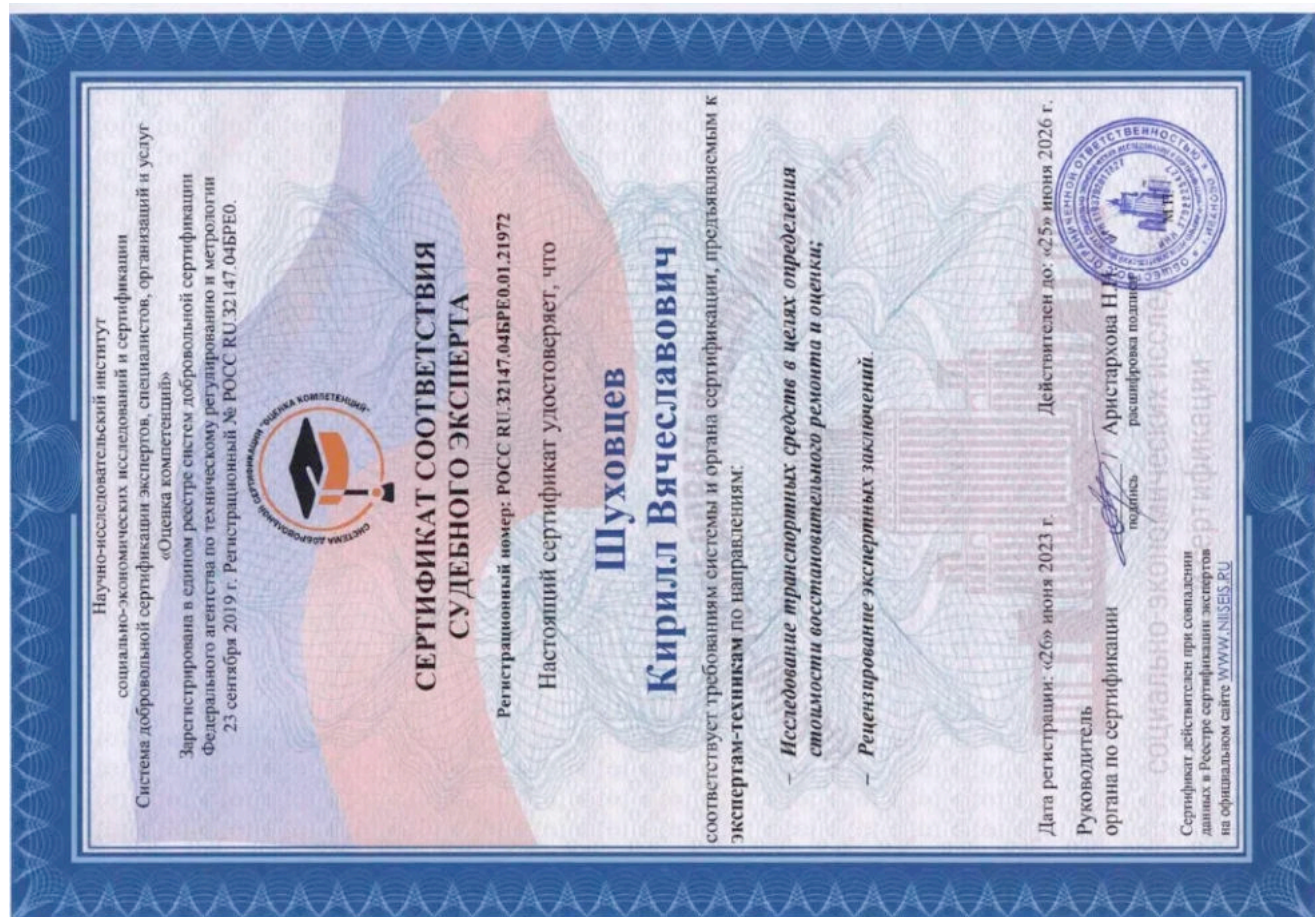 Научно-исследовательский институт
социально-экономических исследований и сертификации
Система добровольной сертификации экспертов, специалистов, организаций и услуг
«Оценка компетенций»
Зарегистрирована в едином реестре систем добровольной сертификации
Федерального агентства по техническому регулированию и метрологии
23 сентября 2019 г. Регистрационный № РОСС RU.32147.04БРЕ0.
СИСТЕМА ДОБРОВОЛЬНОЙ СЕРТИФИКАЦИИ "ОЦЕНКА КОМПЕТЕНЦИЙ"
СЕРТИФИКАТ СООТВЕТСТВИЯ
СУДЕБНОГО ЭКСПЕРТА
Регистрационный номер: РОСС RU.32147.04БРЕ0.01.21972
Настоящий сертификат удостоверяет, что
Шуховцев
Кирилл Вячеславович
соответствует требованиям системы и органа сертификации, предъявляемым к
экспертам-техникам по направлениям:
– Исследование транспортных средств в целях определения
стоимости восстановительного ремонта и оценки;
– Рецензирование экспертных заключений.
Дата регистрации: «26» июня 2023 г. Действителен до: «25» июня 2026 г.
Руководитель
органа по сертификации Аристархова Н.
подпись расшифровка подписи М.П.
Сертификат действителен при совпадении
данных в Реестре сертификации экспертов
на официальном сайте WWW.NIISEIS.RU